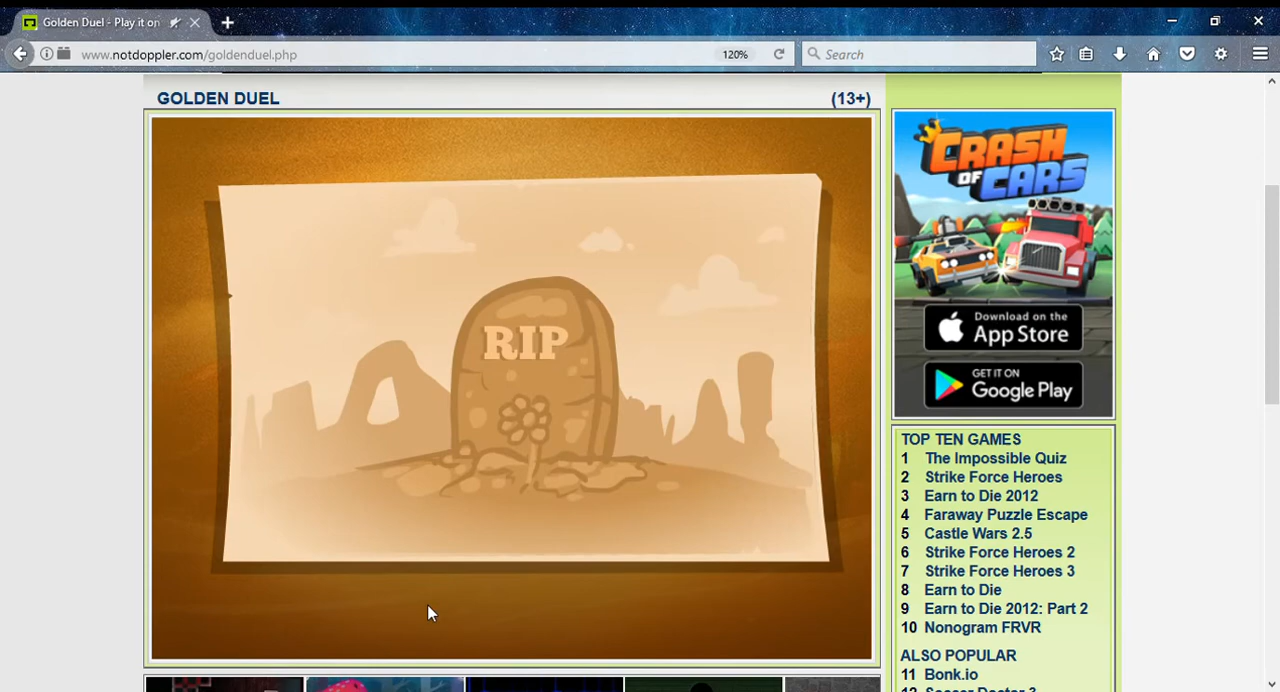 Golden Duel - Play it on
www.notdoppler.com/goldenduel.php
120%
Search
GOLDEN DUEL
(13+)
RIP
CRASH
OF CARS
Download on the
App Store
GET IT ON
Google Play
TOP TEN GAMES
1 The Impossible Quiz
2 Strike Force Heroes
3 Earn to Die 2012
4 Faraway Puzzle Escape
5 Castle Wars 2.5
6 Strike Force Heroes 2
7 Strike Force Heroes 3
8 Earn to Die
9 Earn to Die 2012: Part 2
10 Nonogram FRVR
ALSO POPULAR
11 Bonk.io
12 Soccer Doctor 3